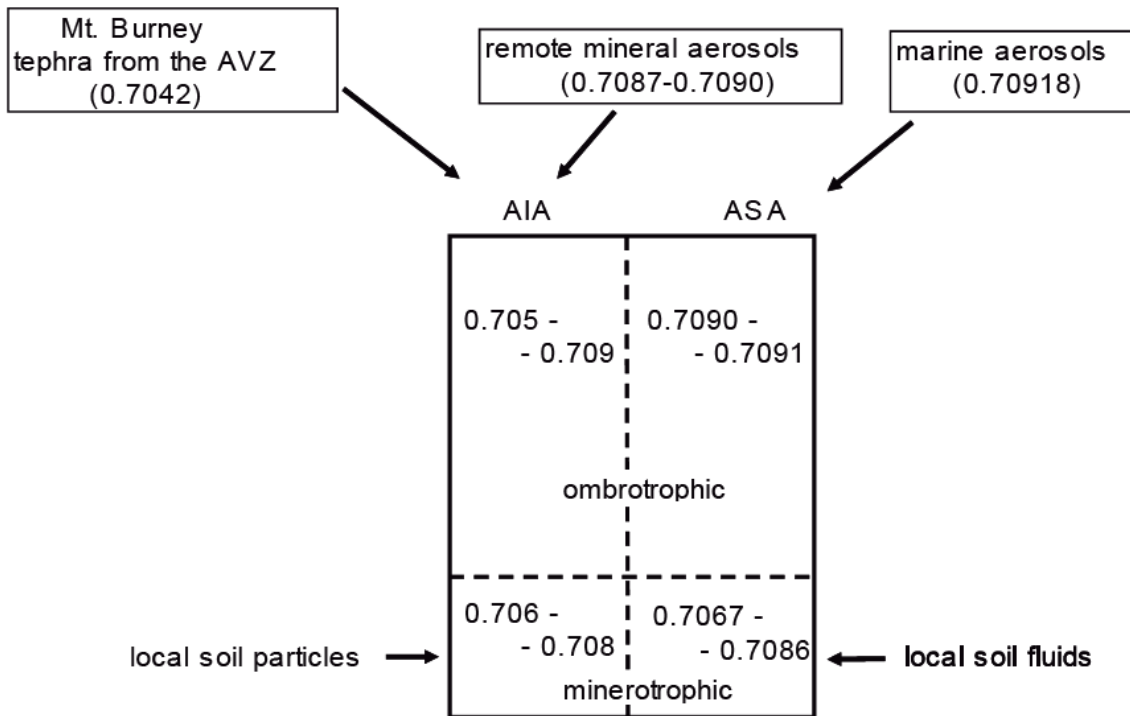 Mt. Burney
tephra from the AVZ
(0.7042)
remote mineral aerosols
(0.7087-0.7090)
marine aerosols
(0.70918)
AIA
ASA
0.705 -
- 0.709
0.7090 -
- 0.7091
ombrotrophic
0.706 -
- 0.708
0.7067 -
- 0.7086
local soil particles
local soil fluids
minerotrophic